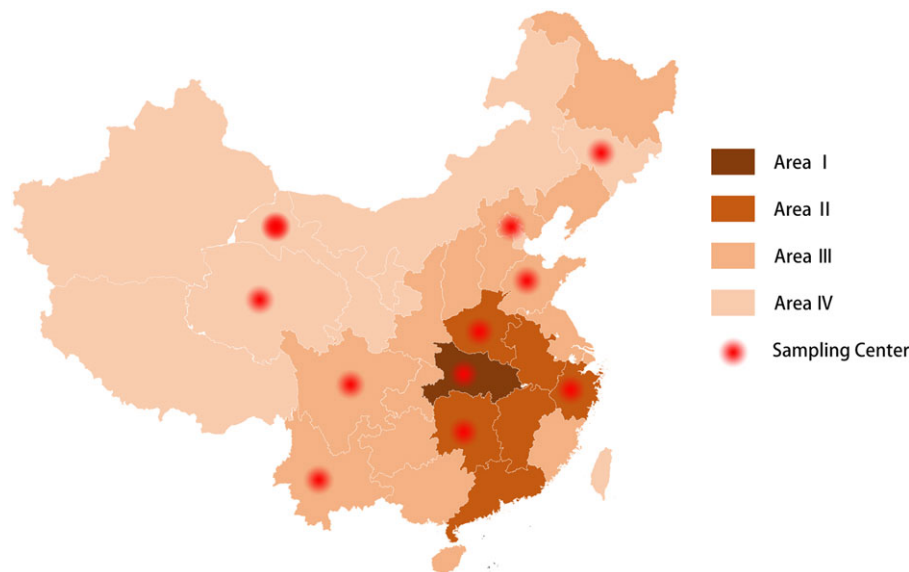 Area I
Area II
Area III
Area IV
Sampling Center